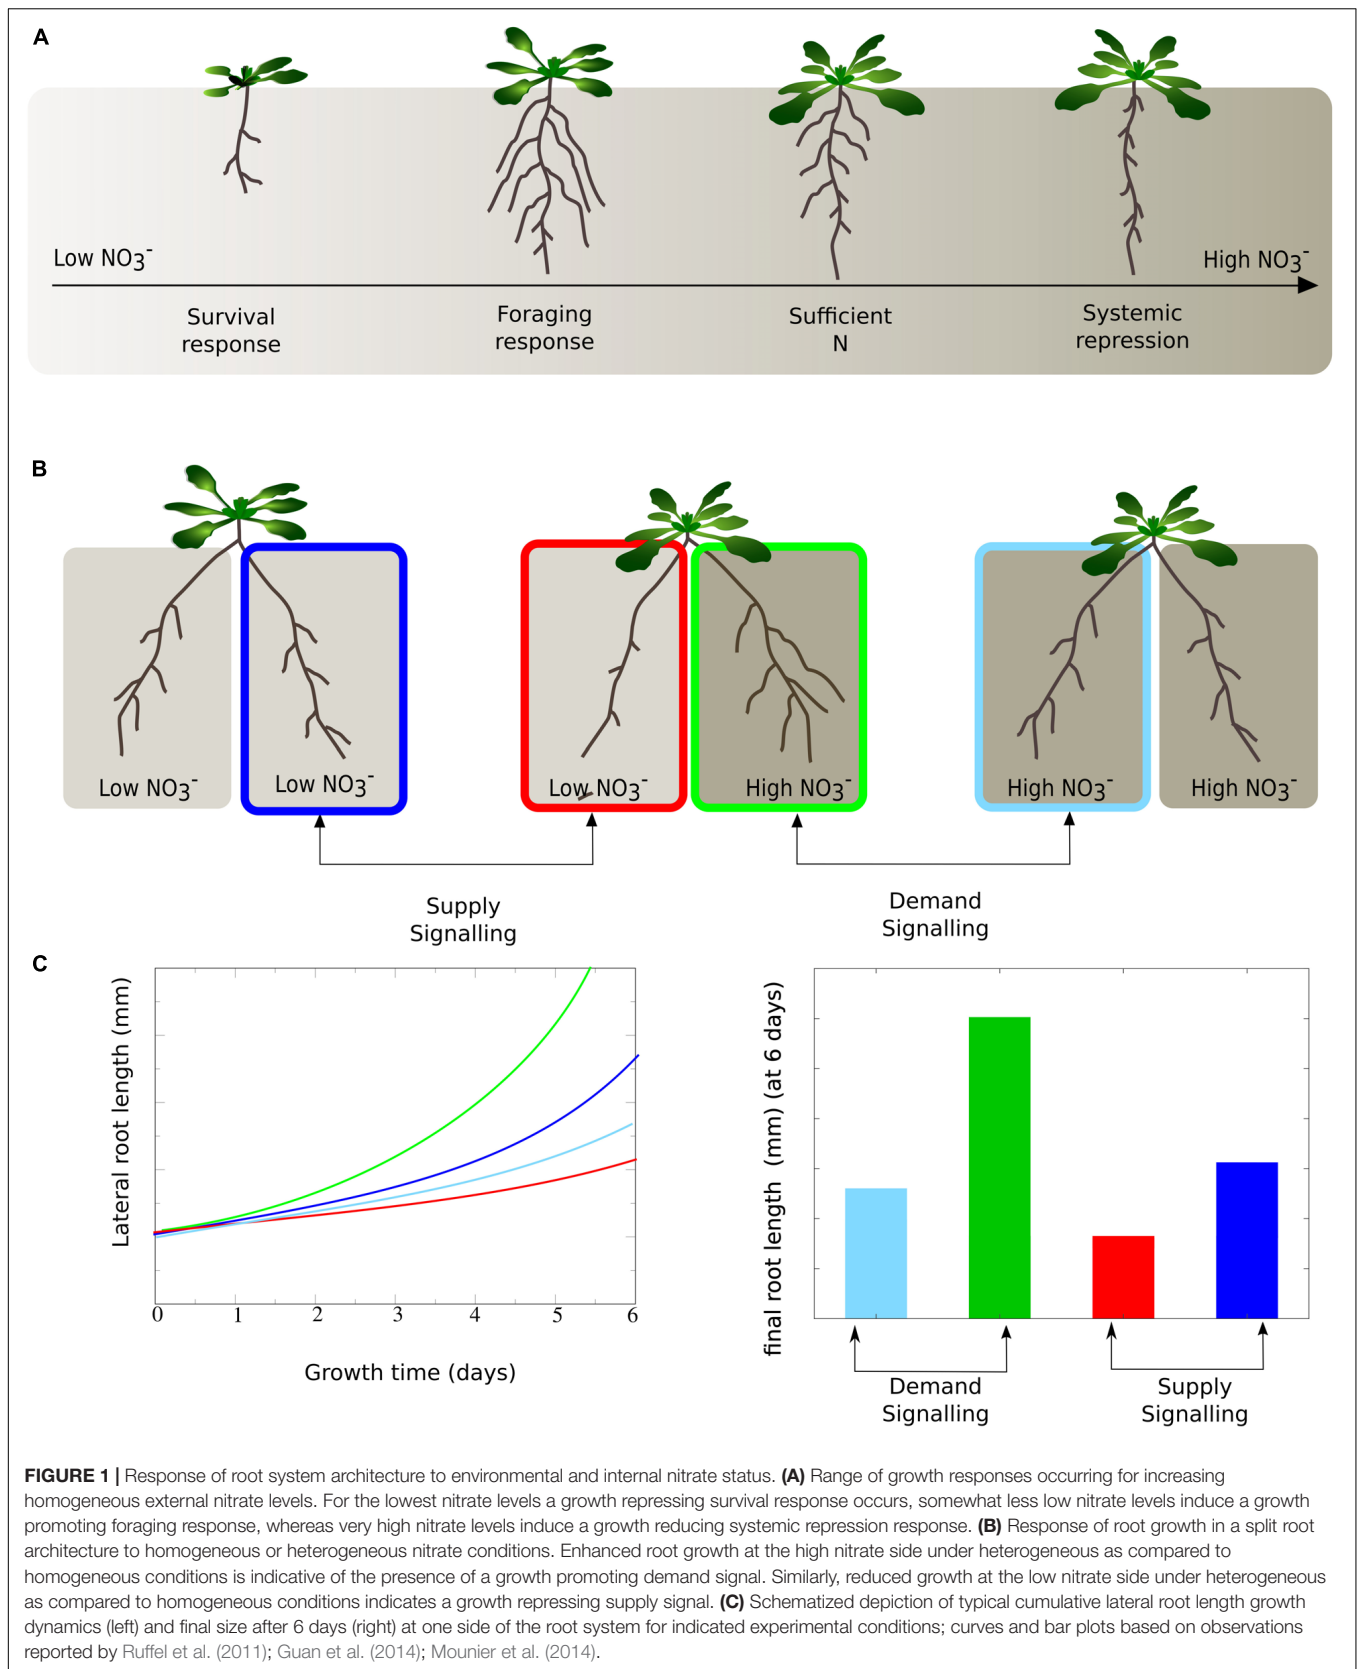 A
Low NO3-
High NO3-
Survival
response
Foraging
response
Sufficient
N
Systemic
repression
B
Low NO3-
Low NO3-
Low NO3-
High NO3-
High NO3-
High NO3-
Supply
Signalling
Demand
Signalling
C
Lateral root length (mm)
0 1 2 3 4 5 6
Growth time (days)
final root length (mm) (at 6 days)
Demand
Signalling
Supply
Signalling
FIGURE 1 | Response of root system architecture to environmental and internal nitrate status. (A) Range of growth responses occurring for increasing
homogeneous external nitrate levels. For the lowest nitrate levels a growth repressing survival response occurs, somewhat less low nitrate levels induce a growth
promoting foraging response, whereas very high nitrate levels induce a growth reducing systemic repression response. (B) Response of root growth in a split root
architecture to homogeneous or heterogeneous nitrate conditions. Enhanced root growth at the high nitrate side under heterogeneous as compared to
homogeneous conditions is indicative of the presence of a growth promoting demand signal. Similarly, reduced growth at the low nitrate side under heterogeneous
as compared to homogeneous conditions indicates a growth repressing supply signal. (C) Schematized depiction of typical cumulative lateral root length growth
dynamics (left) and final size after 6 days (right) at one side of the root system for indicated experimental conditions; curves and bar plots based on observations
reported by Ruffel et al. (2011); Guan et al. (2014); Mounier et al. (2014).